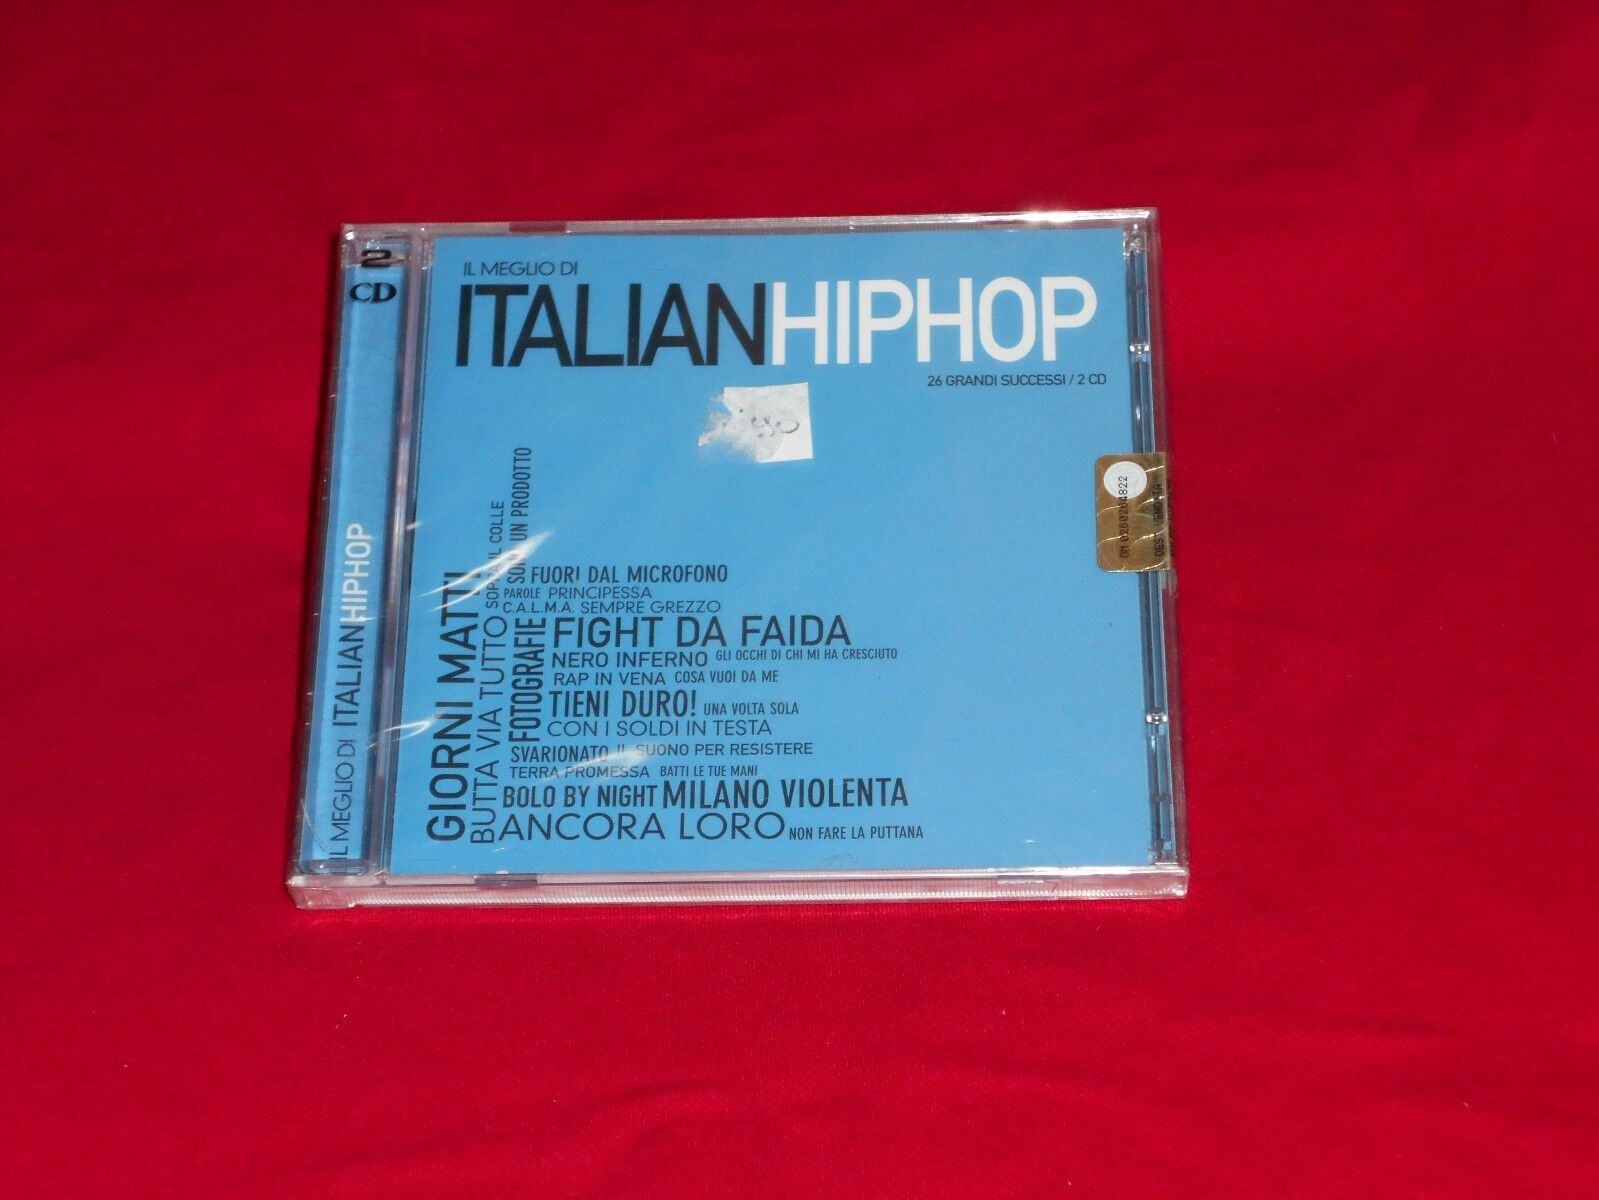 2
CD
IL MEGLIO DI ITALIANHIPHOP
IL MEGLIO DI
ITALIANHIPHOP
26 GRANDI SUCCESSI / 2 CD
GIORNI MATTI
BUTTA VIA TUTTO
SOPRA IL COLLE
SONO UN PRODOTTO
FUORI DAL MICROFONO
PAROLE PRINCIPESSA
C.A.L.M.A. SEMPRE GREZZO
FOTOGRAFIE
FIGHT DA FAIDA
NERO INFERNO GLI OCCHI DI CHI MI HA CRESCIUTO
RAP IN VENA COSA VUOI DA ME
TIENI DURO! UNA VOLTA SOLA
CON I SOLDI IN TESTA
SVARIONATO IL SUONO PER RESISTERE
TERRA PROMESSA BATTI LE TUE MANI
BOLO BY NIGHT MILANO VIOLENTA
ANCORA LORO NON FARE LA PUTTANA